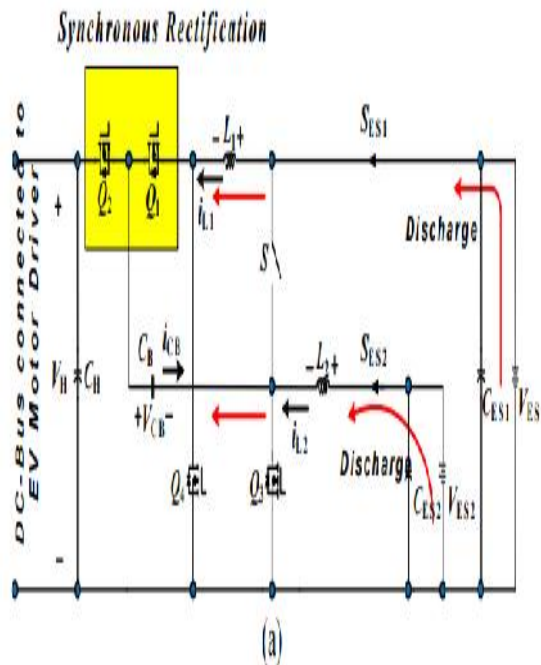 Synchronous Rectification
DC-Bus connected to
EV Motor Driver
Q2
Q1
-L1+
iL1
SES1
Discharge
S
+
VH
CH
CB
iCB
+VCB-
-L2+
SES2
iL2
Discharge
Q4
Q3
CES2
VES2
CES1
VES
-
(a)